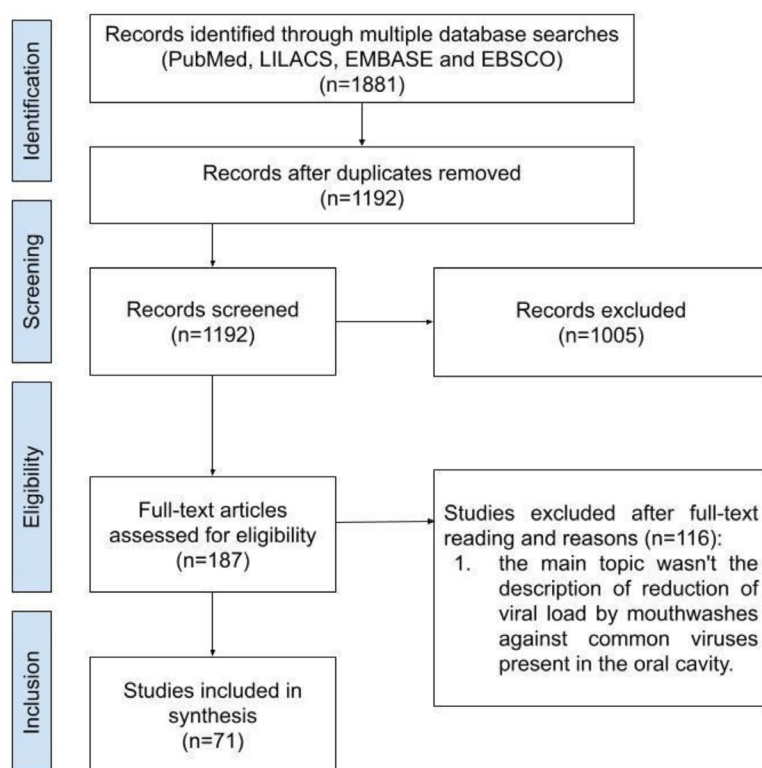 Identification
Records identified through multiple database searches
(PubMed, LILACS, EMBASE and EBSCO)
(n=1881)
Records after duplicates removed
(n=1192)
Screening
Records screened
(n=1192)
Records excluded
(n=1005)
Eligibility
Full-text articles
assessed for eligibility
(n=187)
Studies excluded after full-text
reading and reasons (n=116):
1. the main topic wasn't the
description of reduction of
viral load by mouthwashes
against common viruses
present in the oral cavity.
Inclusion
Studies included in
synthesis
(n=71)